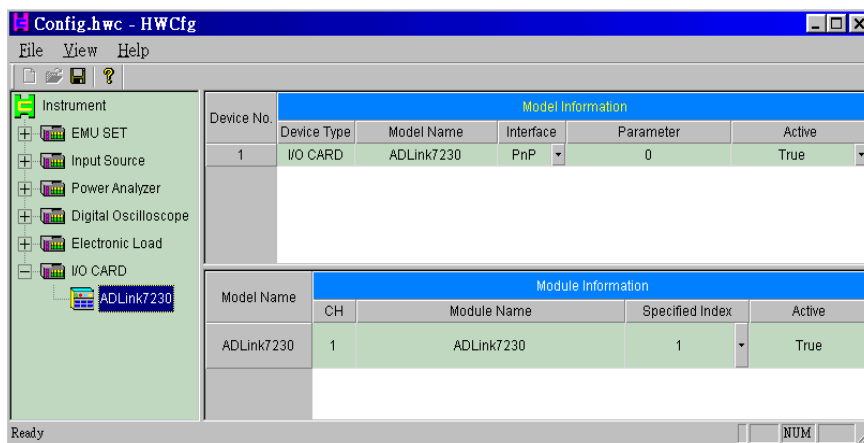 Config.hwc - HWCfg
File View Help
Instrument
EMU SET
Input Source
Power Analyzer
Digital Oscilloscope
Electronic Load
I/O CARD
ADLink7230
Device No. Model Information
Device Type Model Name Interface Parameter Active
1 I/O CARD ADLink7230 PnP 0 True
Model Name Module Information
CH Module Name Specified Index Active
ADLink7230 1 ADLink7230 1 True
Ready NUM